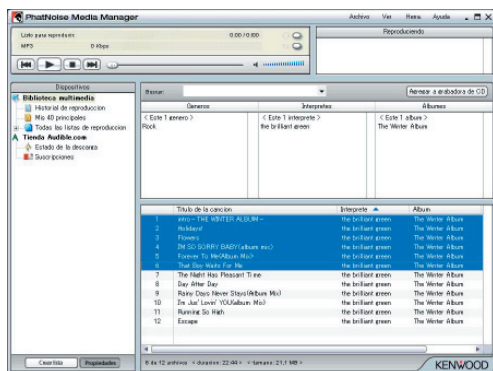 PhatNoise Media Manager
Archivo Ver Herra. Ayuda
Listo para reproducir 0:00 / 0:00
MP3 0 Kbps
Reproduciendo
Dispositivos
Biblioteca multimedia
Historial de reproduccion
Mis 40 principales
Todas las listas de reproduccion
Tienda Audible.com
Estado de la descarga
Suscripciones
Buscar:
Agregar a grabadora de CD
Generos Interpretes Albumes
< Este 1 genero > < Este 1 interprete > < Este 1 album >
Rock the brilliant green The Winter Album
Titulo de la cancion Interprete Album
1 intro - THE WINTER ALBUM - the brilliant green The Winter Album
2 Holidays! the brilliant green The Winter Album
3 Flowers the brilliant green The Winter Album
4 I'M SO SORRY BABY(album mix) the brilliant green The Winter Album
5 Forever To Me(Album Mix) the brilliant green The Winter Album
6 That Boy Waits For Me the brilliant green The Winter Album
7 The Night Has Pleasant Time the brilliant green The Winter Album
8 Day After Day the brilliant green The Winter Album
9 Rainy Days Never Stays(Album Mix) the brilliant green The Winter Album
10 I'm Jus' Lovin' YOU(album Mix) the brilliant green The Winter Album
11 Running So High the brilliant green The Winter Album
12 Escape the brilliant green The Winter Album
Crear lista Propiedades
6 de 12 archivos < duracion: 22:44 > < tamano: 21,1 MB >
KENWOOD